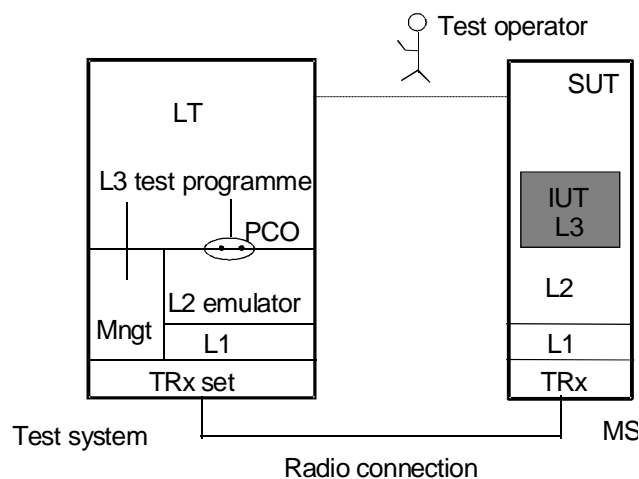 Test operator
SUT
LT
L3 test programme
IUT
L3
PCO
L2 emulator
L2
Mngt
L1
L1
TRx set
TRx
Test system
MS
Radio connection